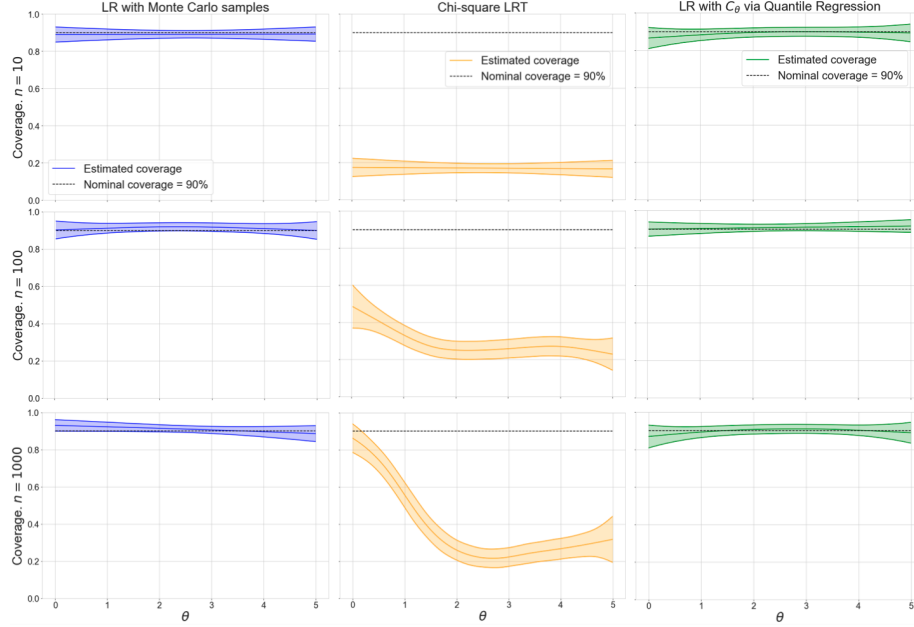 LR with Monte Carlo samples
Chi-square LRT
LR with C_θ via Quantile Regression
Coverage. n = 10
1.0
0.8
0.6
0.4
0.2
0.0
Estimated coverage
Nominal coverage = 90%
Estimated coverage
Nominal coverage = 90%
Estimated coverage
Nominal coverage = 90%
Coverage. n = 100
1.0
0.8
0.6
0.4
0.2
0.0
Coverage. n = 1000
1.0
0.8
0.6
0.4
0.2
0.0
0 1 2 3 4 5
0 1 2 3 4 5
0 1 2 3 4 5
θ
θ
θ